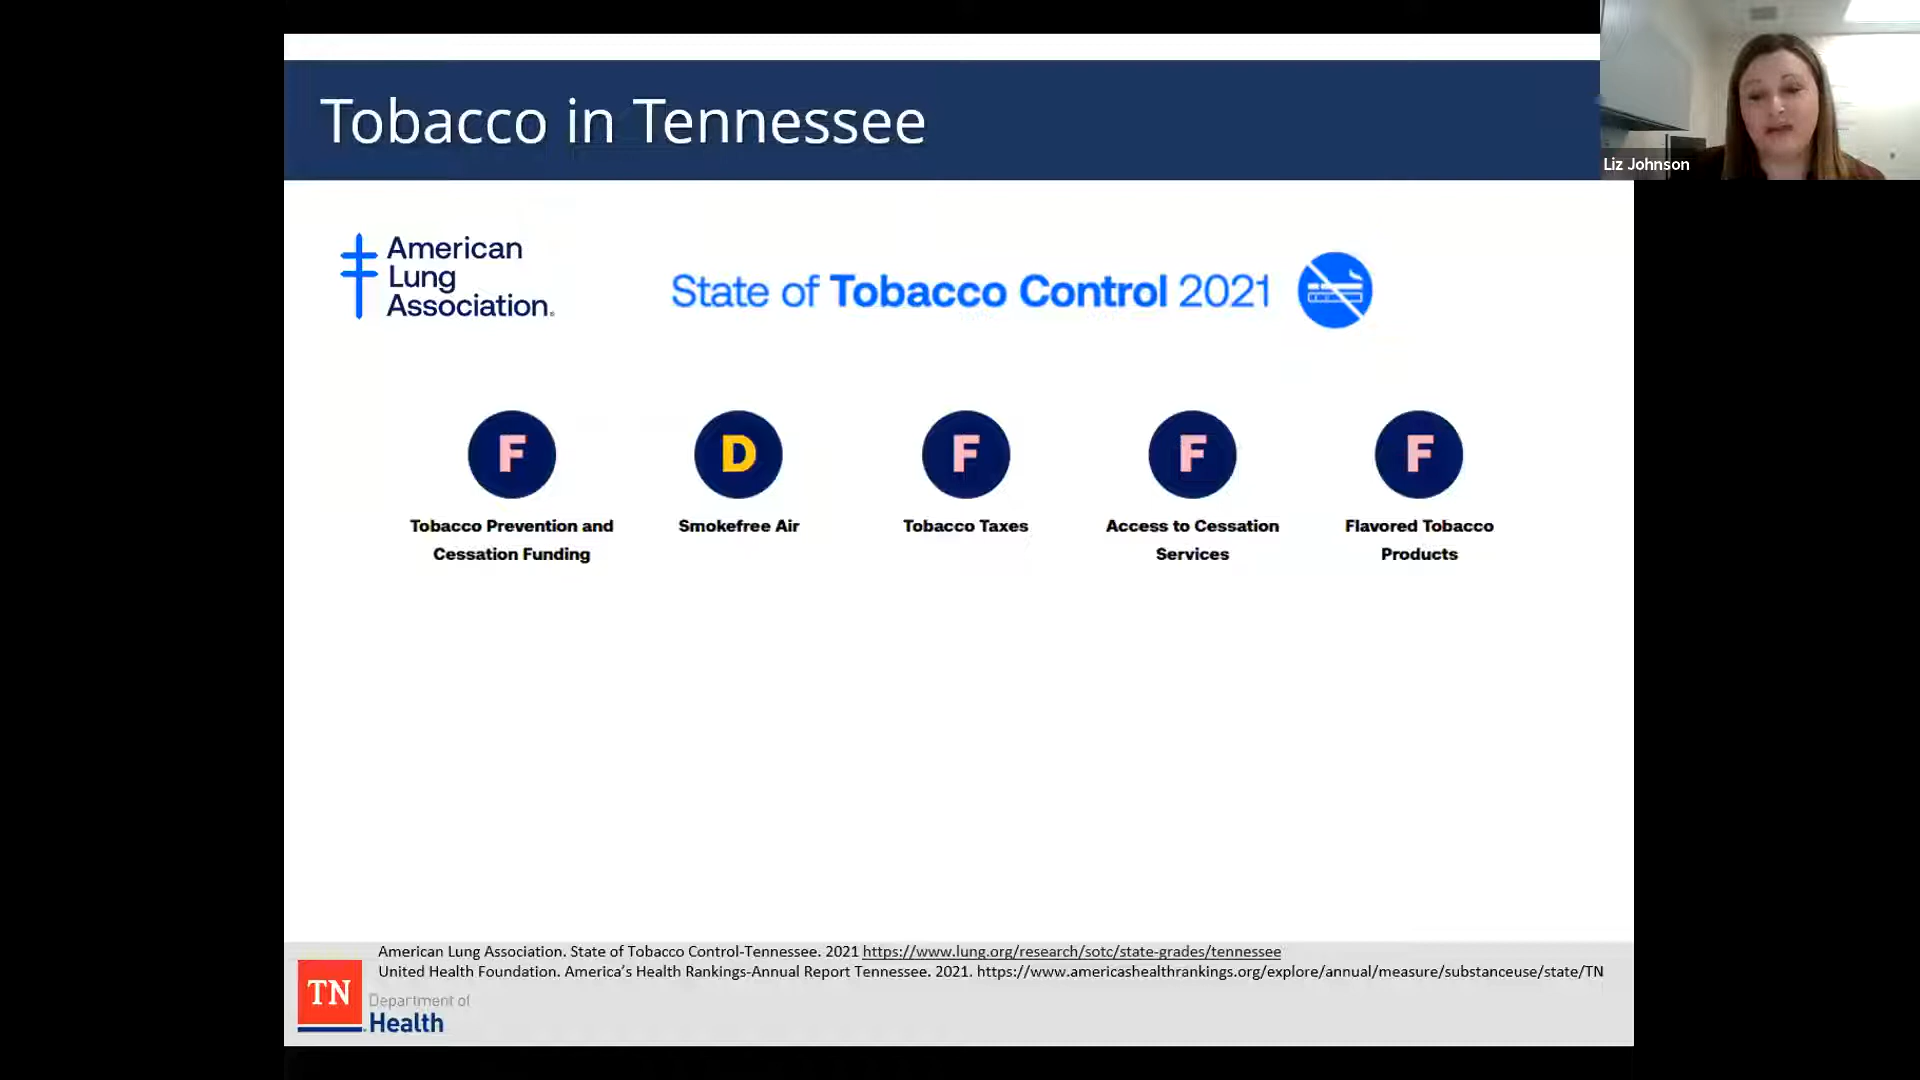 Tobacco in Tennessee
Liz Johnson
American
Lung
Association.
State of Tobacco Control 2021
F
D
F
F
F
Tobacco Prevention and
Cessation Funding
Smokefree Air
Tobacco Taxes
Access to Cessation
Services
Flavored Tobacco
Products
American Lung Association. State of Tobacco Control-Tennessee. 2021 https://www.lung.org/research/sotc/state-grades/tennessee
United Health Foundation. America’s Health Rankings-Annual Report Tennessee. 2021. https://www.americashealthrankings.org/explore/annual/measure/substanceuse/state/TN
TN
Department of
Health